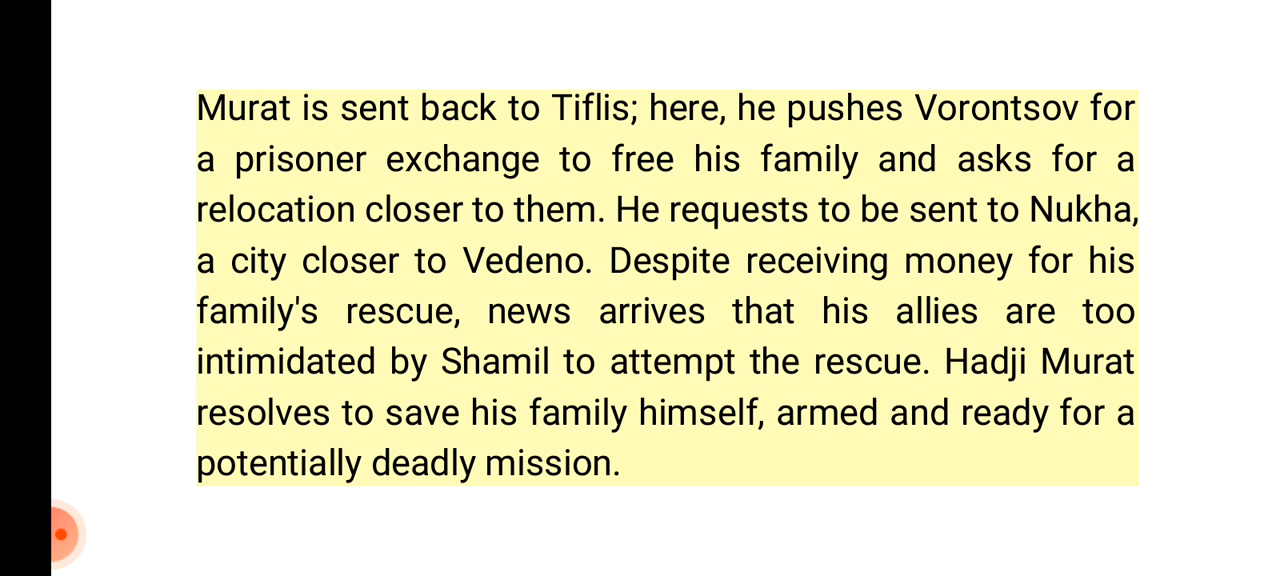 Murat is sent back to Tiflis; here, he pushes Vorontsov for
a prisoner exchange to free his family and asks for a
relocation closer to them. He requests to be sent to Nukha,
a city closer to Vedeno. Despite receiving money for his
family's rescue, news arrives that his allies are too
intimidated by Shamil to attempt the rescue. Hadji Murat
resolves to save his family himself, armed and ready for a
potentially deadly mission.